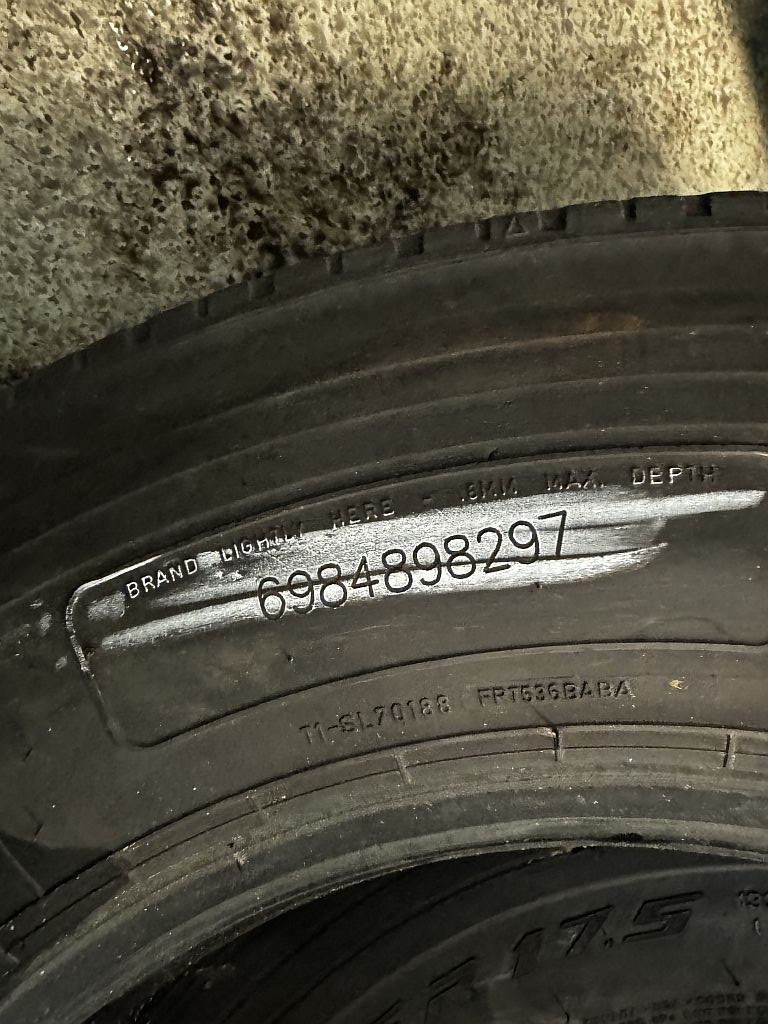 BRAND LIGHTLY HERE - .8MM MAX. DEPTH
6984898297
T1-SL70188 FPT536BABA
R 17.5